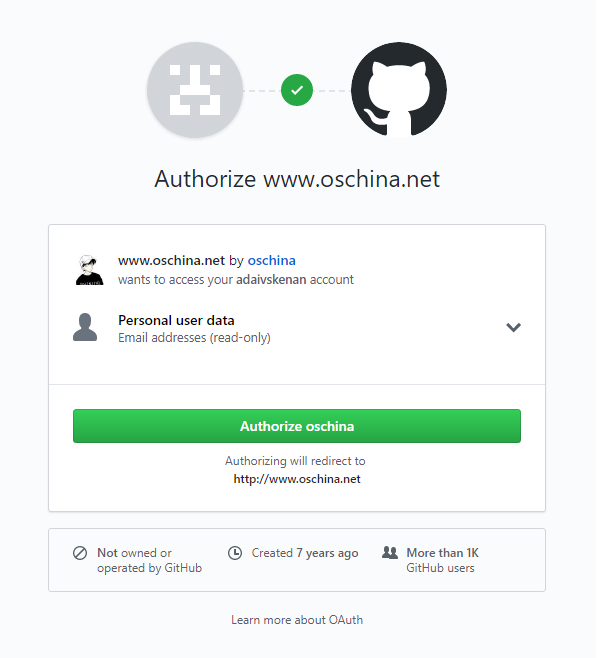 Authorize www.oschina.net
www.oschina.net by oschina
wants to access your adaivskenan account
Personal user data
Email addresses (read-only)
Authorize oschina
Authorizing will redirect to
http://www.oschina.net
Not owned or
operated by GitHub
Created 7 years ago
More than 1K
GitHub users
Learn more about OAuth